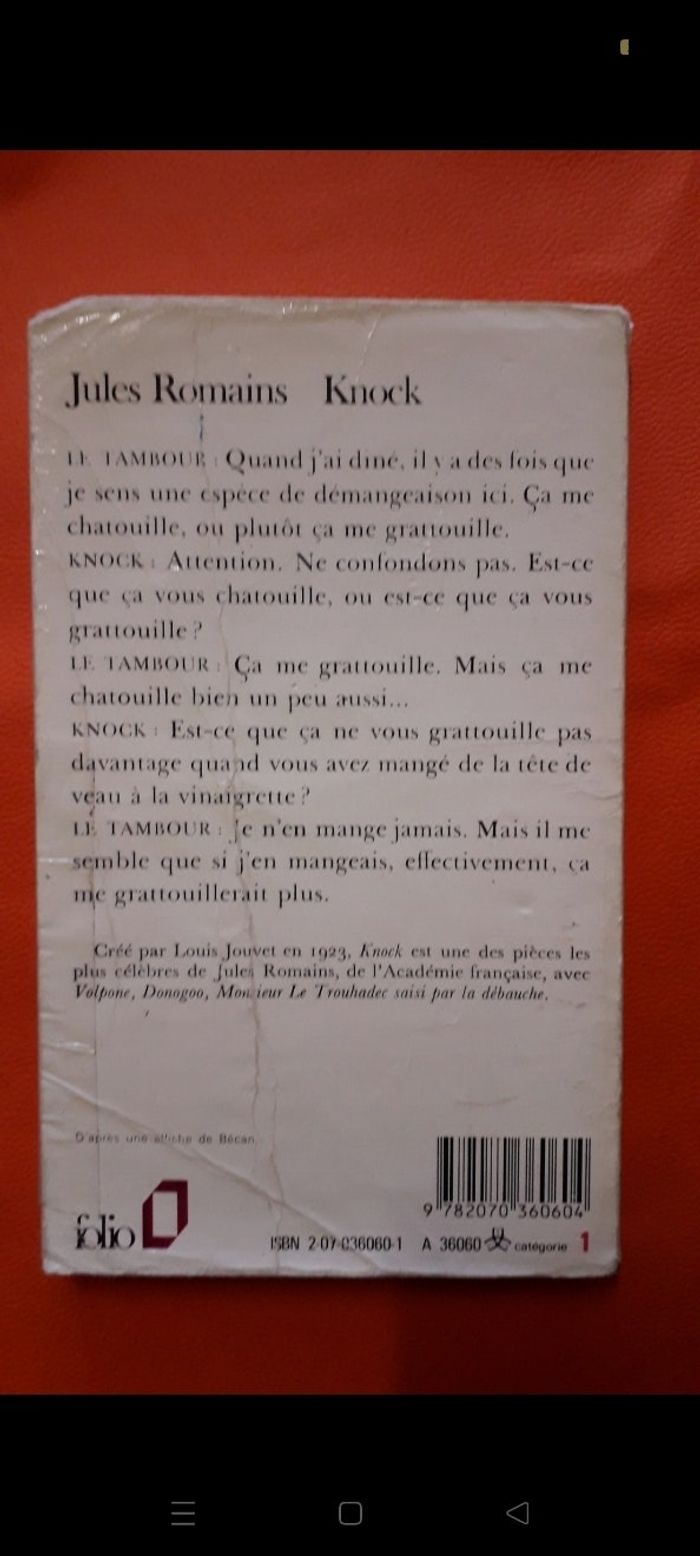 Jules Romains Knock
LE TAMBOUR : Quand j'ai dîné, il y a des fois que
je sens une espèce de démangeaison ici. Ça me
chatouille, ou plutôt ça me grattouille.
KNOCK : Attention. Ne confondons pas. Est-ce
que ça vous chatouille, ou est-ce que ça vous
grattouille ?
LE TAMBOUR : Ça me grattouille. Mais ça me
chatouille bien un peu aussi...
KNOCK : Est-ce que ça ne vous grattouille pas
davantage quand vous avez mangé de la tête de
veau à la vinaigrette ?
LE TAMBOUR : Je n'en mange jamais. Mais il me
semble que si j'en mangeais, effectivement, ça
me grattouillerait plus.
Créé par Louis Jouvet en 1923, Knock est une des pièces les
plus célèbres de Jules Romains, de l'Académie française, avec
Volpone, Donogoo, Monsieur Le Trouhadec saisi par la débauche.
D'après une affiche de Bécan.
9 782070 360604
folio
ISBN 2-07-036060-1 A 36060 catégorie 1